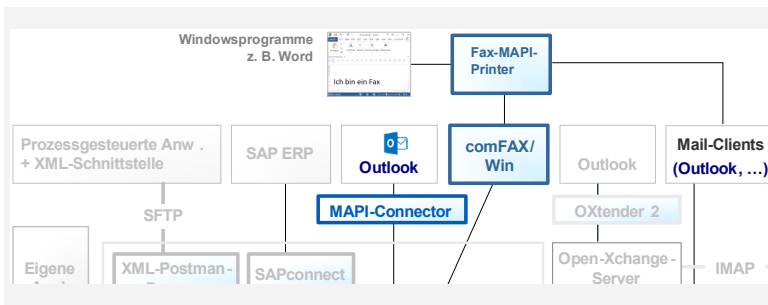 Windowsprogramme
z. B. Word
Ich bin ein Fax
Fax-MAPI-
Printer
Prozessgesteuerte Anw .
+ XML-Schnittstelle
SAP ERP
Outlook
comFAX/
Win
Outlook
Mail-Clients
(Outlook, ...)
SFTP
MAPI-Connector
OXtender 2
Eigene
XML-Postman-
SAPconnect
Open-Xchange-
Server
IMAP